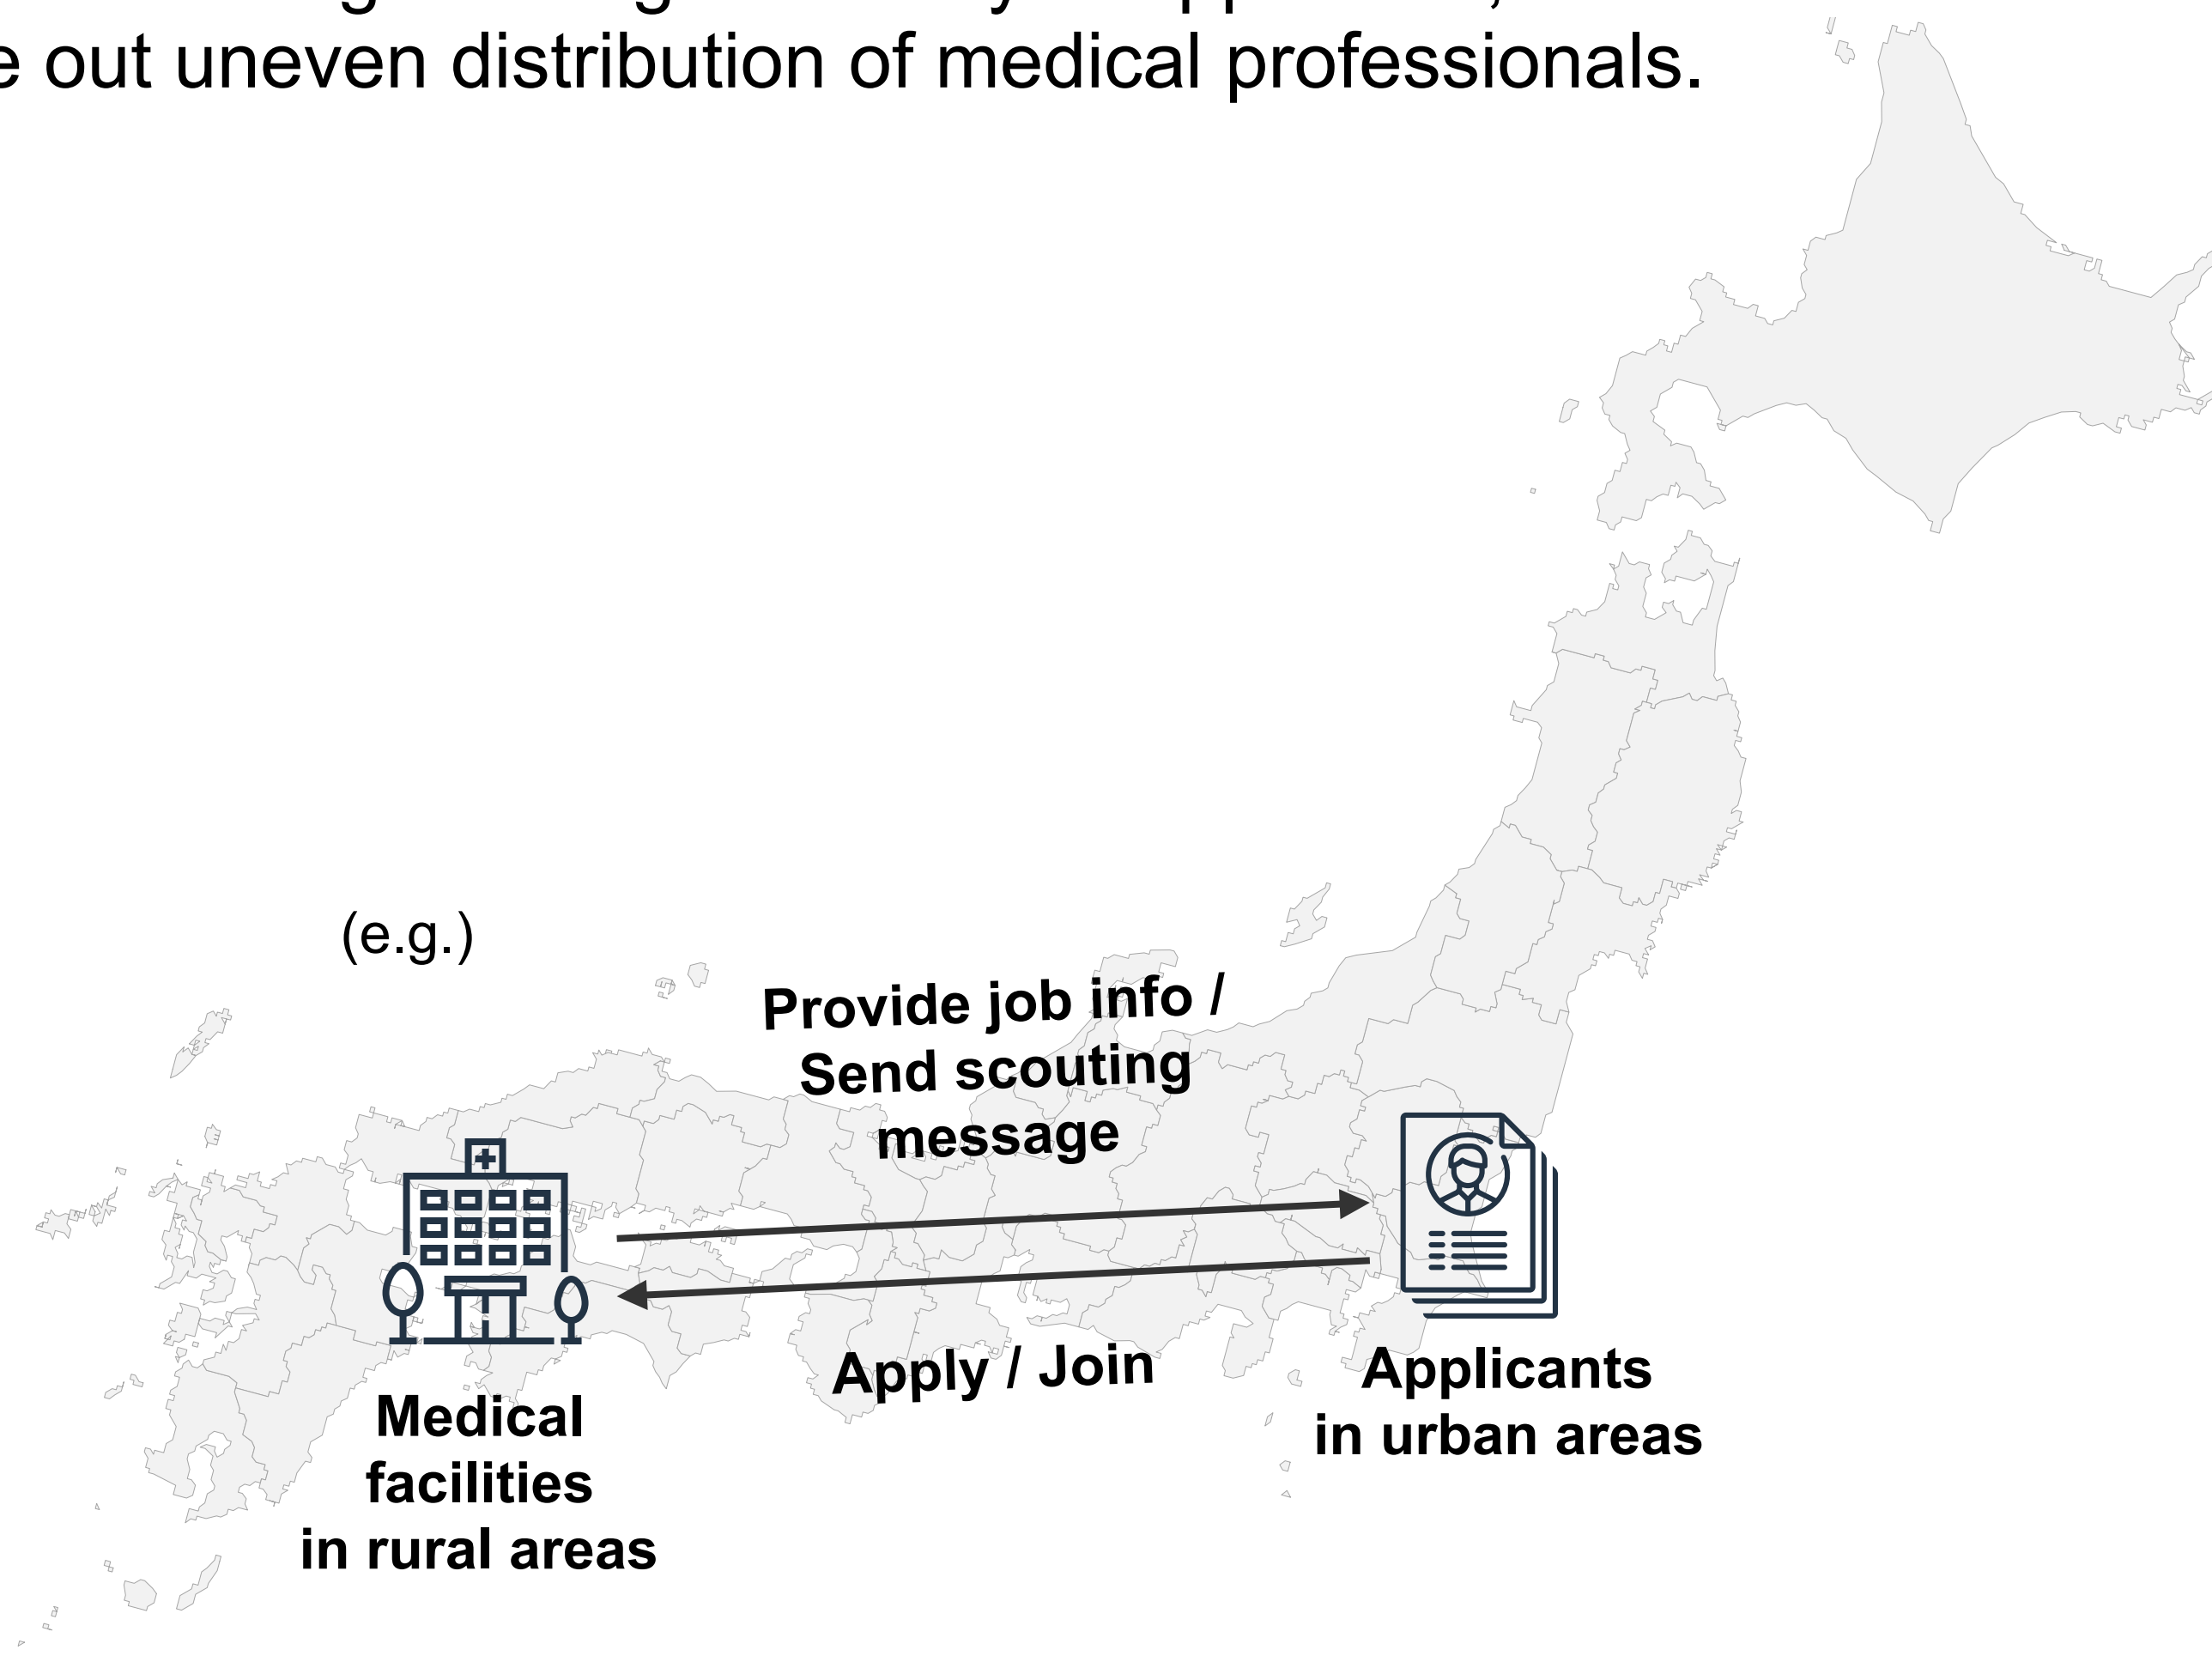 out uneven distribution of medical professionals.
(e.g.)
Provide job info /
Send scouting
message
Apply / Join
Applicants
in urban areas
Medical
facilities
in rural areas